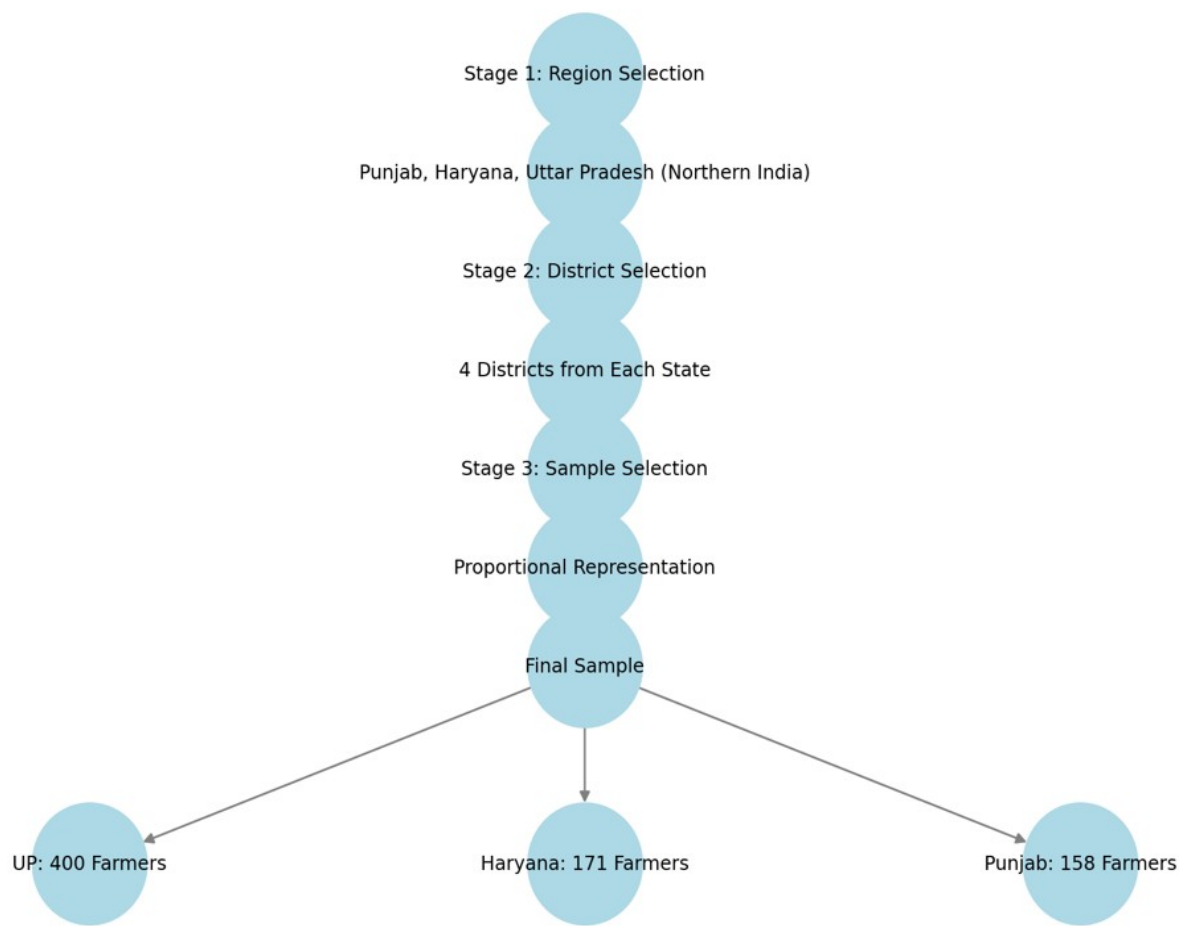 Stage 1: Region Selection
Punjab, Haryana, Uttar Pradesh (Northern India)
Stage 2: District Selection
4 Districts from Each State
Stage 3: Sample Selection
Proportional Representation
Final Sample
UP: 400 Farmers
Haryana: 171 Farmers
Punjab: 158 Farmers